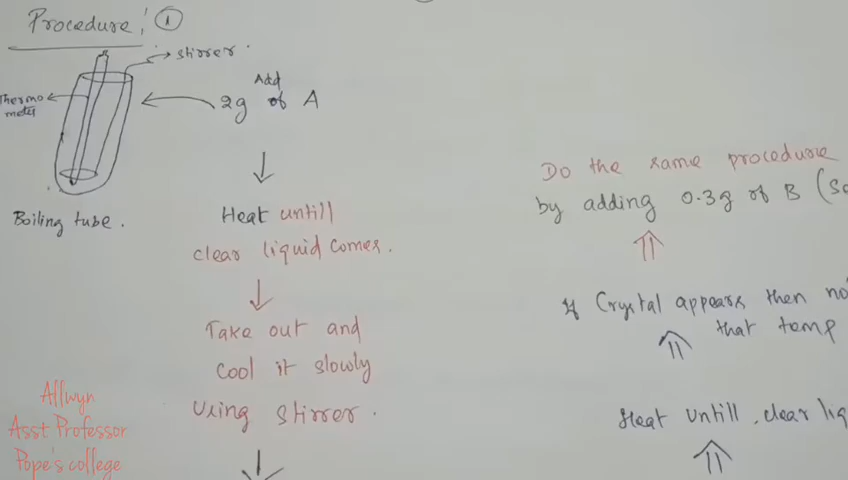 Procedure: 1
stirrer.
Thermo
meter
Boiling tube.
Add
2g of A
Heat untill
clear liquid comes.
Take out and
cool it slowly
Using stirrer.
Do the same procedure
by adding 0.3g of B
If Crystal appears then
that temp
Heat untill clear
Allwyn
Asst Professor
Pope's college